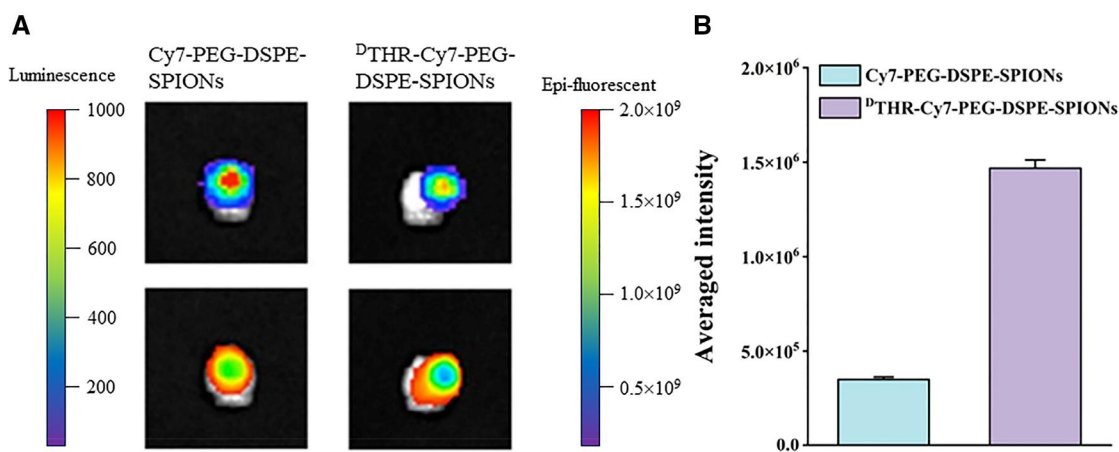 A
Cy7-PEG-DSPE-
SPIONs
ᴰTHR-Cy7-PEG-
DSPE-SPIONs
Luminescence
Epi-fluorescent
1000
800
600
400
200
2.0×10⁹
1.5×10⁹
1.0×10⁹
0.5×10⁹
B
Averaged intensity
2.0×10⁶
1.5×10⁶
1.0×10⁶
5.0×10⁵
0.0
Cy7-PEG-DSPE-SPIONs
ᴰTHR-Cy7-PEG-DSPE-SPIONs